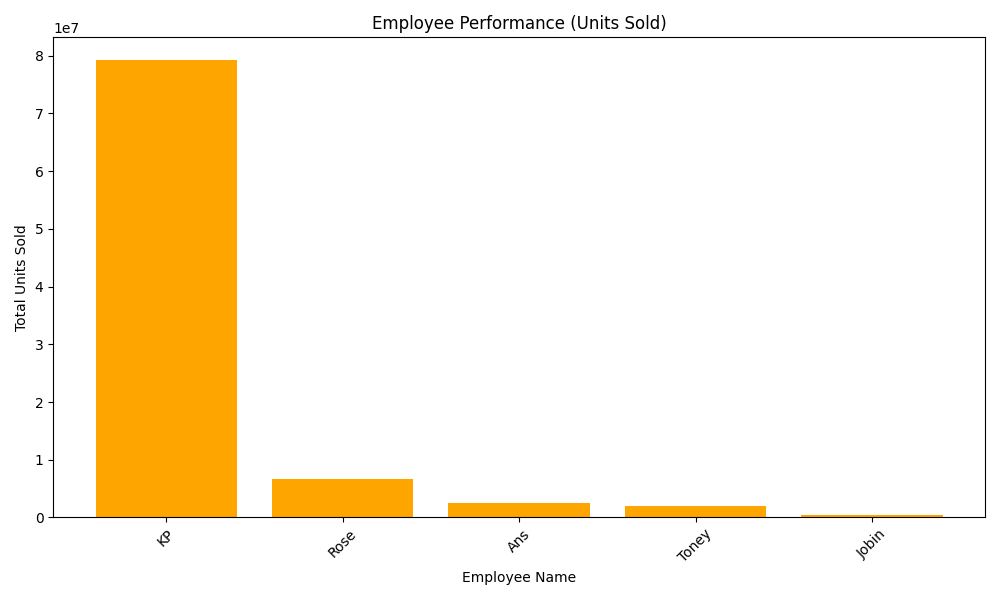 Employee Performance (Units Sold)
1e7
8
7
6
5
4
3
2
1
0
Total Units Sold
KP
Rose
Ans
Toney
Jobin
Employee Name